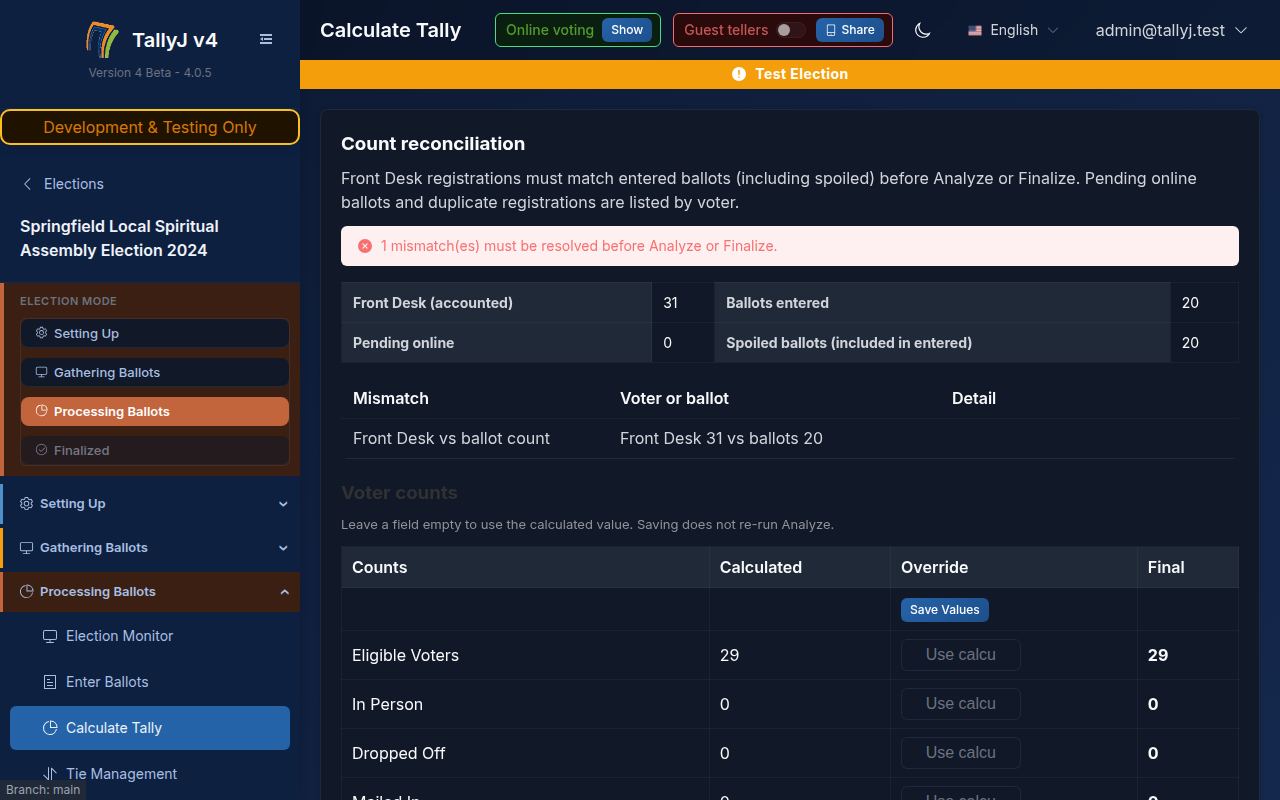 TallyJ v4
Version 4 Beta - 4.0.5
Development & Testing Only
Elections
Springfield Local Spiritual
Assembly Election 2024
ELECTION MODE
Setting Up
Gathering Ballots
Processing Ballots
Finalized
Setting Up
Gathering Ballots
Processing Ballots
Election Monitor
Enter Ballots
Calculate Tally
Tie Management
Branch: main
Calculate Tally
Online voting Show
Guest tellers Share
English
admin@tallyj.test
Test Election
Count reconciliation
Front Desk registrations must match entered ballots (including spoiled) before Analyze or Finalize. Pending online
ballots and duplicate registrations are listed by voter.
1 mismatch(es) must be resolved before Analyze or Finalize.
Front Desk (accounted) 31 Ballots entered 20
Pending online 0 Spoiled ballots (included in entered) 20
Mismatch Voter or ballot Detail
Front Desk vs ballot count Front Desk 31 vs ballots 20
Voter counts
Leave a field empty to use the calculated value. Saving does not re-run Analyze.
Counts Calculated Override Final
Save Values
Eligible Voters 29 Use calcu 29
In Person 0 Use calcu 0
Dropped Off 0 Use calcu 0
Mailed In 0 Use calcu 0